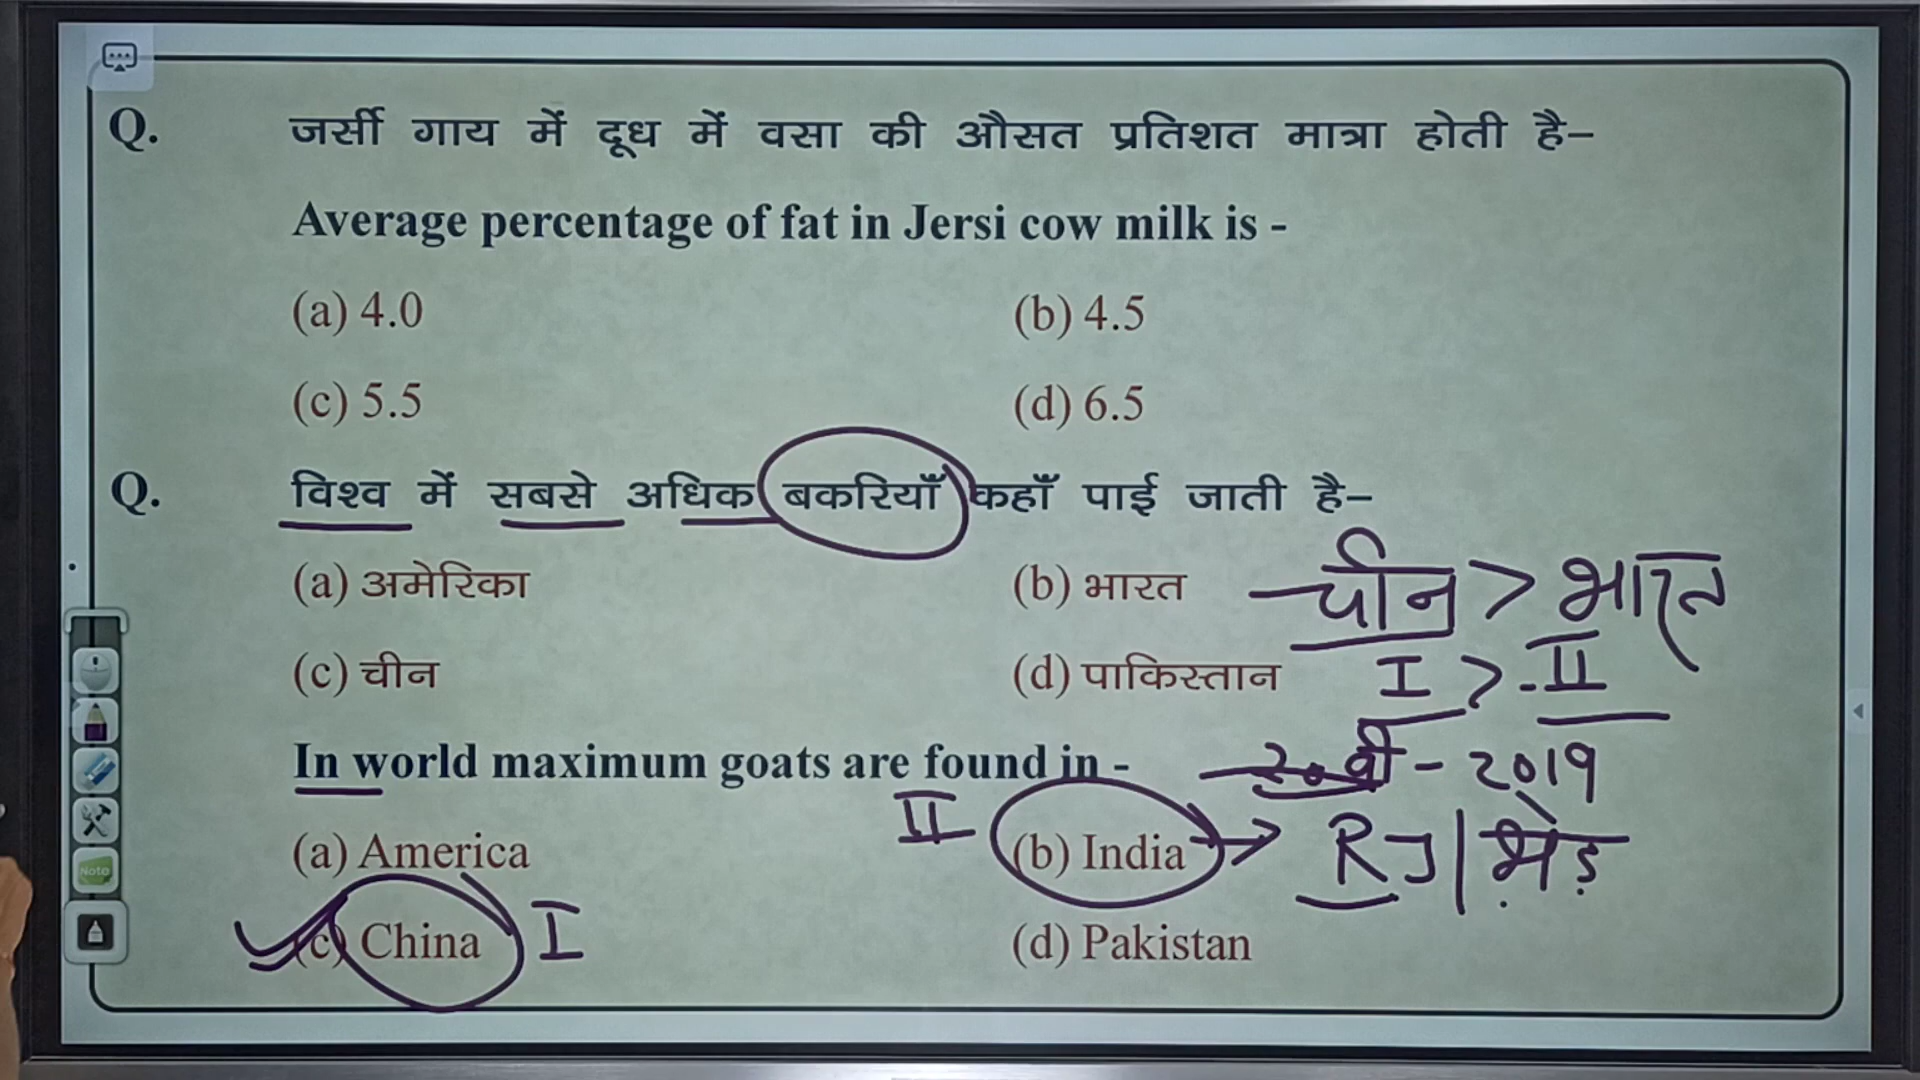 Q. जर्सी गाय में दूध में वसा की औसत प्रतिशत मात्रा होती है–
Average percentage of fat in Jersi cow milk is -
(a) 4.0 (b) 4.5
(c) 5.5 (d) 6.5
Q. विश्व में सबसे अधिक बकरियाँ कहाँ पाई जाती है–
(a) अमेरिका (b) भारत चीन > भारत
(c) चीन (d) पाकिस्तान I > II
In world maximum goats are found in - 20वी - 2019
(a) America II (b) India → RJ | भेड़
(c) China I (d) Pakistan
Note